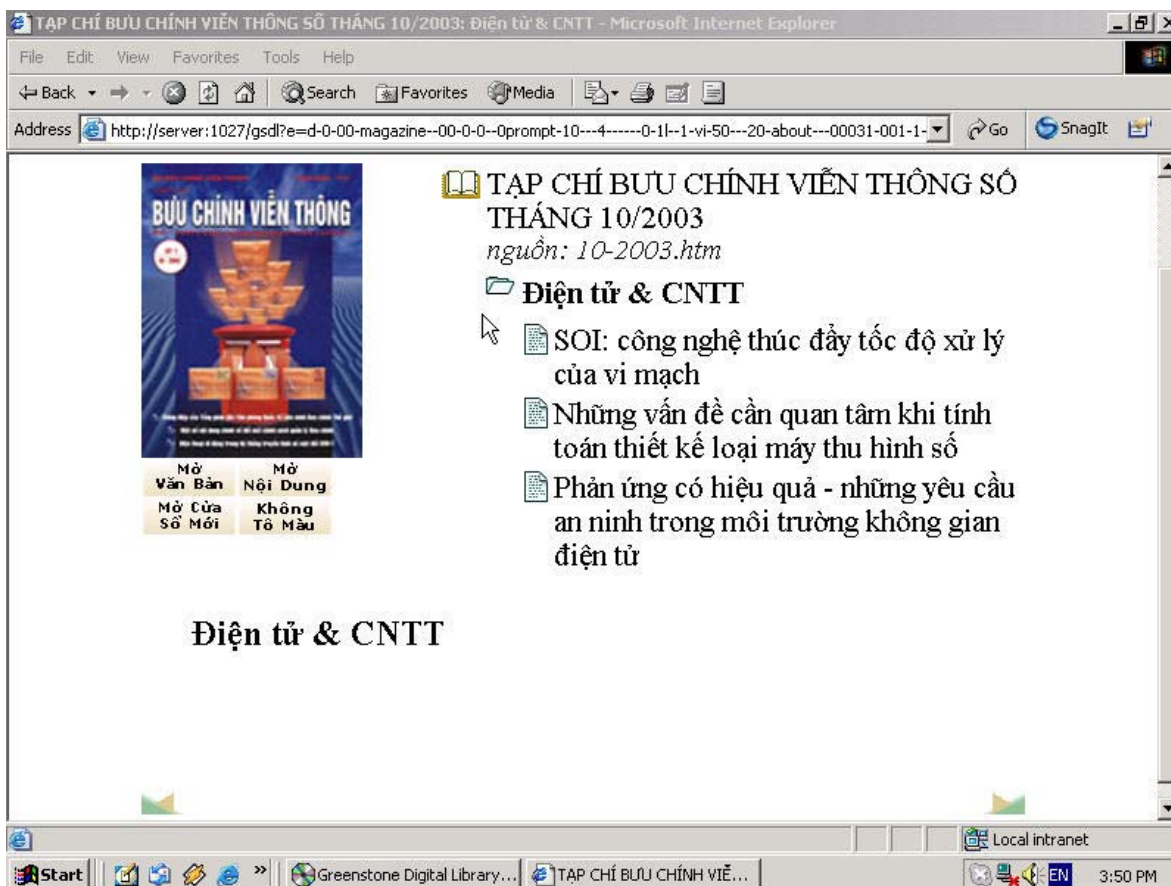 TẠP CHÍ BƯU CHÍNH VIỄN THÔNG SỐ THÁNG 10/2003: Điện tử & CNTT - Microsoft Internet Explorer
File Edit View Favorites Tools Help
Back Search Favorites Media
Address http://server:1027/gsdl?e=d-0-00-magazine--00-0-0--0prompt-10---4------0-1l--1-vi-50---20-about---00031-001-1- Go SnagIt
BƯU CHÍNH VIỄN THÔNG
TẠP CHÍ BƯU CHÍNH VIỄN THÔNG SỐ
THÁNG 10/2003
nguồn: 10-2003.htm
Điện tử & CNTT
SOI: công nghệ thúc đẩy tốc độ xử lý
của vi mạch
Những vấn đề cần quan tâm khi tính
toán thiết kế loại máy thu hình số
Phản ứng có hiệu quả - những yêu cầu
an ninh trong môi trường không gian
điện tử
Mở Văn Bản
Mở Nội Dung
Mở Cửa Sổ Mới
Không Tô Màu
Điện tử & CNTT
Local intranet
Start Greenstone Digital Library... TẠP CHÍ BƯU CHÍNH VIỄ... EN 3:50 PM